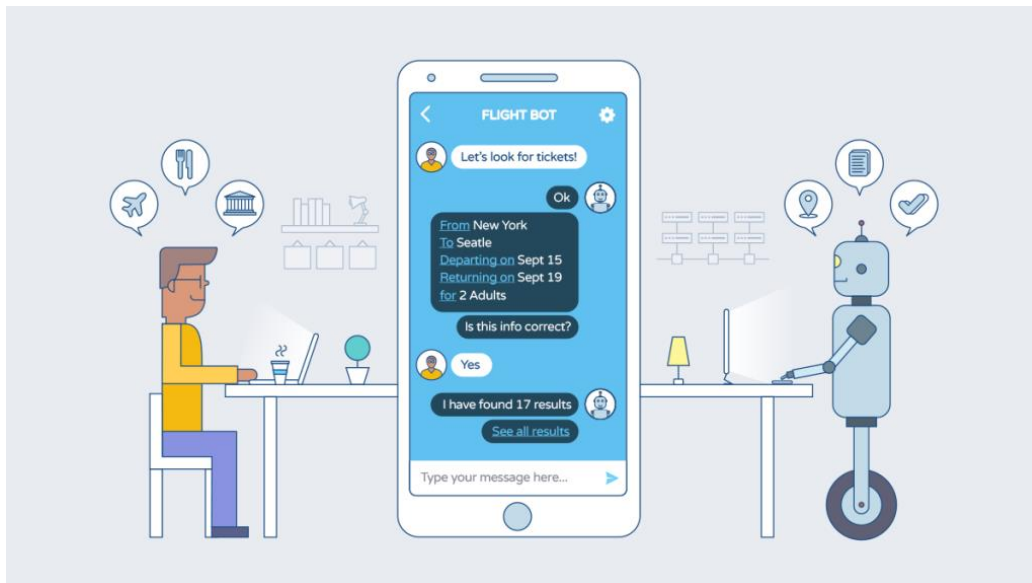 FLIGHT BOT
Let's look for tickets!
Ok
From New York
To Seatle
Departing on Sept 15
Returning on Sept 19
for 2 Adults
Is this info correct?
Yes
I have found 17 results
See all results
Type your message here...